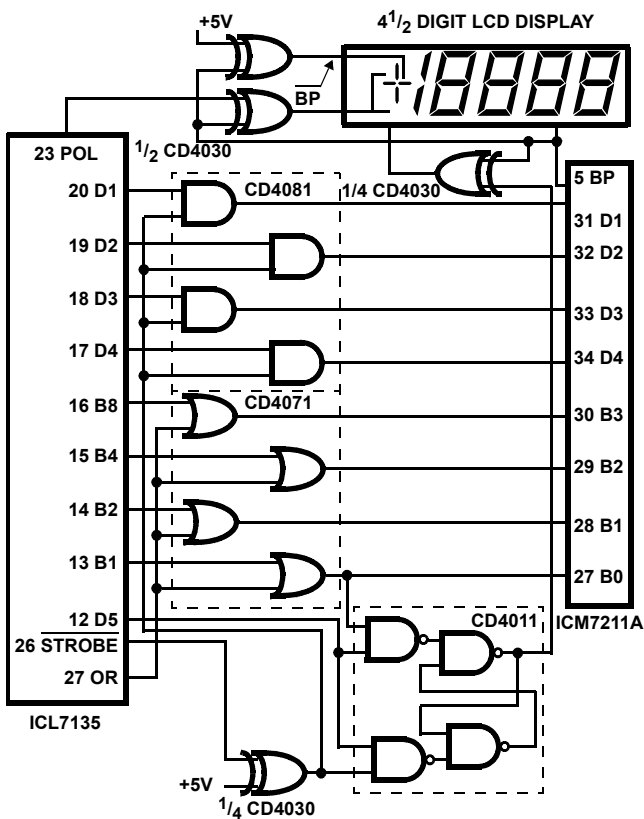 +5V
4 1/2 DIGIT LCD DISPLAY
BP
23 POL
1/2 CD4030
20 D1
CD4081
1/4 CD4030
5 BP
31 D1
19 D2
32 D2
18 D3
33 D3
17 D4
34 D4
16 B8
CD4071
30 B3
15 B4
29 B2
14 B2
28 B1
13 B1
27 B0
12 D5
CD4011
ICM7211A
26 STROBE
27 OR
ICL7135
+5V
1/4 CD4030